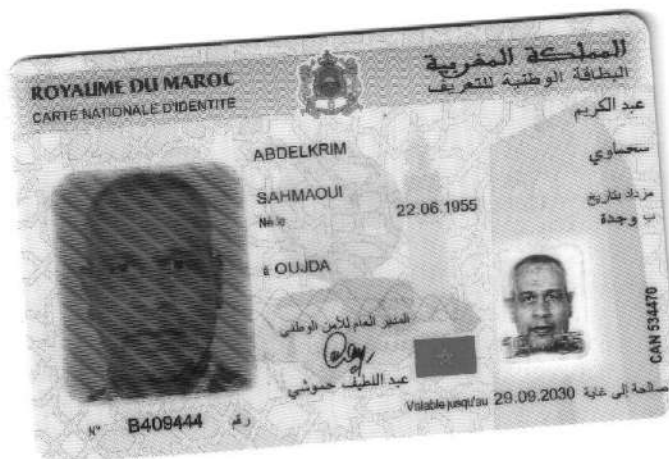 ROYAUME DU MAROC
المملكة المغربية
CARTE NATIONALE D'IDENTITE
البطاقة الوطنية للتعريف
عبد الكريم
ABDELKRIM
سحماوي
SAHMAOUI
مزداد بتاريخ
Né le
22.06.1955
ب وجدة
à OUJDA
المدير العام للأمن الوطني
عبد اللطيف حموشي
CAN 534470
Valable jusqu'au 29.09.2030 صالحة إلى غاية
N° B409444 رقم